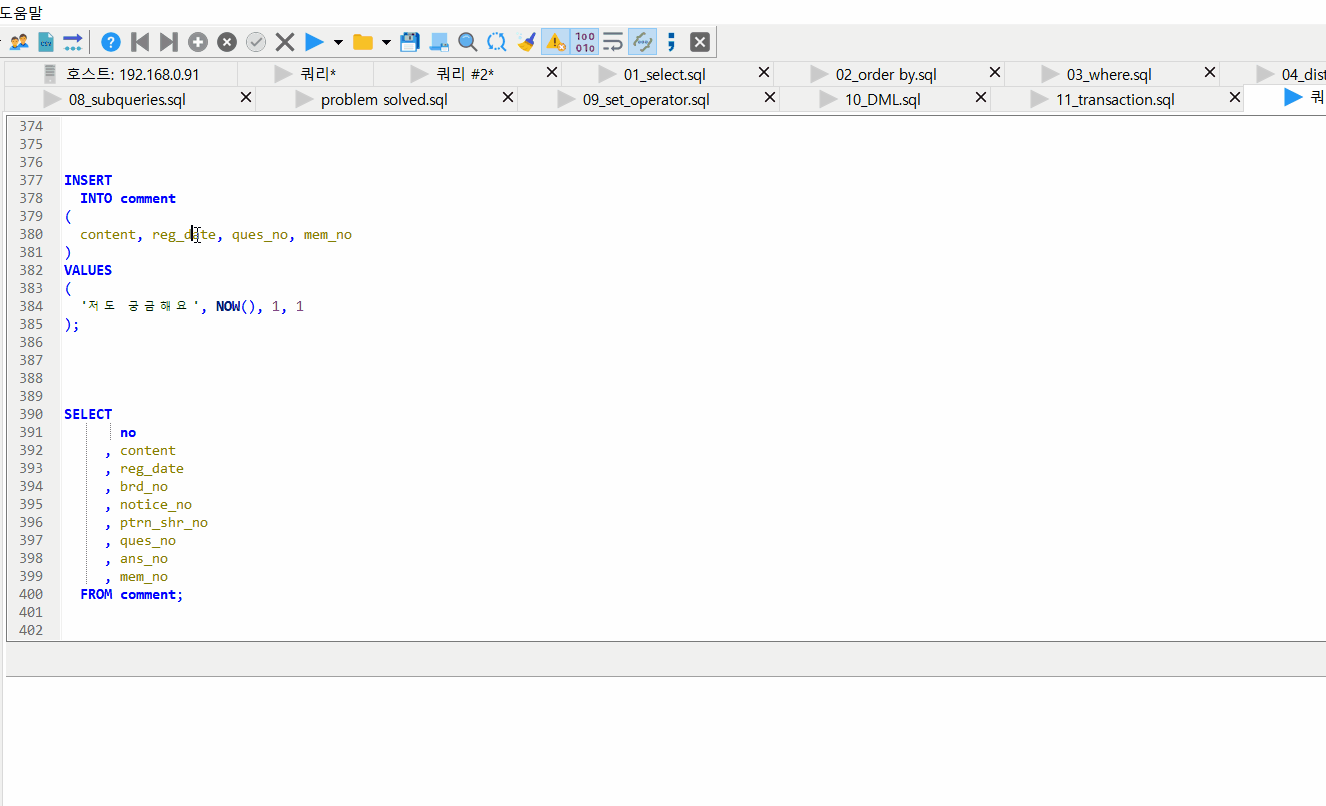 도움말
호스트: 192.168.0.91 쿼리* 쿼리 #2* 01_select.sql 02_order by.sql 03_where.sql 04_dist
08_subqueries.sql problem solved.sql 09_set_operator.sql 10_DML.sql 11_transaction.sql 쿼
374
375
376
377 INSERT
378 INTO comment
379 (
380 content, reg_date, ques_no, mem_no
381 )
382 VALUES
383 (
384 '저도 궁금해요', NOW(), 1, 1
385 );
386
387
388
389
390 SELECT
391 no
392 , content
393 , reg_date
394 , brd_no
395 , notice_no
396 , ptrn_shr_no
397 , ques_no
398 , ans_no
399 , mem_no
400 FROM comment;
401
402